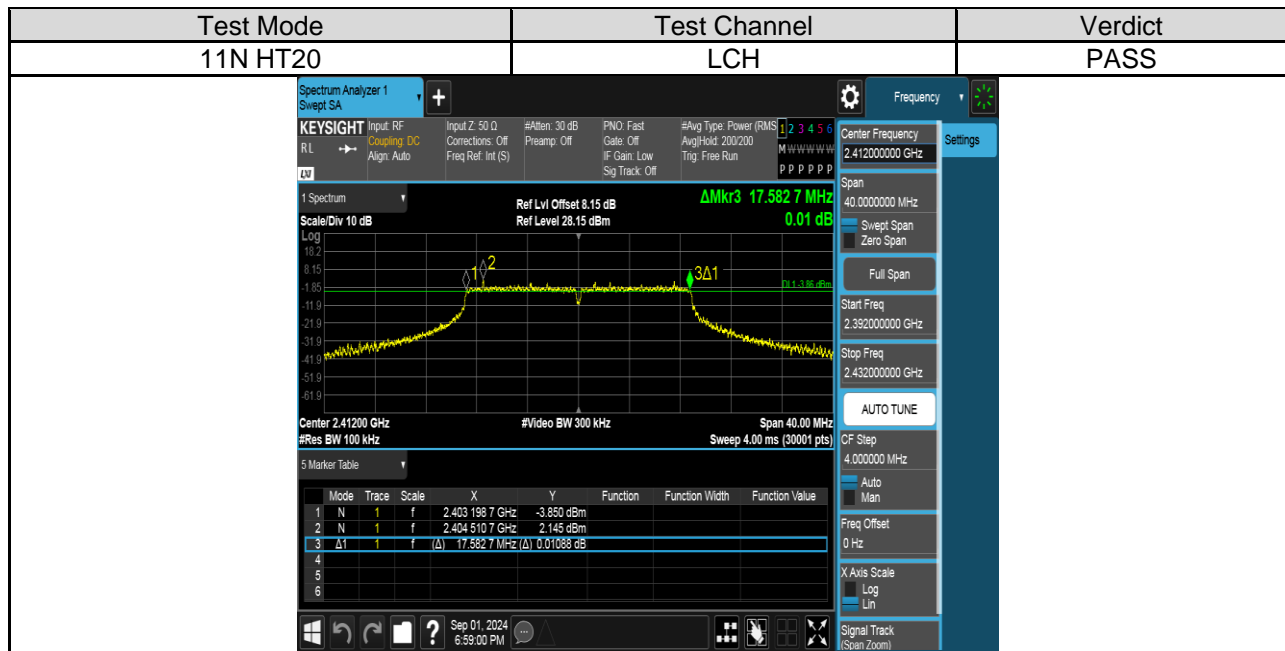 Test Mode Test Channel Verdict
11N HT20 LCH PASS
Spectrum Analyzer 1
Swept SA
+
Frequency
KEYSIGHT Input: RF Input Z: 50 Ω #Atten: 30 dB PNO: Fast #Avg Type: Power (RMS 1 2 3 4 5 6
RL Coupling: DC Corrections: Off Preamp: Off Gate: Off Avg|Hold: 200/200 M W W W W W
Align: Auto Freq Ref: Int (S) IF Gain: Low Trig: Free Run
LXI Sig Track: Off P P P P P P
1 Spectrum Ref Lvl Offset 8.15 dB ΔMkr3 17.582 7 MHz
Scale/Div 10 dB Ref Level 28.15 dBm 0.01 dB
Log
18.2
8.15
-1.85
-11.9
-21.9
-31.9
-41.9
-51.9
-61.9
1 2 3Δ1
DL1 -3.86 dBm
Center 2.41200 GHz #Video BW 300 kHz Span 40.00 MHz
#Res BW 100 kHz Sweep 4.00 ms (30001 pts)
5 Marker Table
Mode Trace Scale X Y Function Function Width Function Value
1 N 1 f 2.403 198 7 GHz -3.850 dBm
2 N 1 f 2.404 510 7 GHz 2.145 dBm
3 Δ1 1 f (Δ) 17.582 7 MHz (Δ) 0.01088 dB
4
5
6
? Sep 01, 2024
6:59:00 PM
Center Frequency
2.412000000 GHz
Settings
Span
40.0000000 MHz
Swept Span
Zero Span
Full Span
Start Freq
2.392000000 GHz
Stop Freq
2.432000000 GHz
AUTO TUNE
CF Step
4.000000 MHz
Auto
Man
Freq Offset
0 Hz
X Axis Scale
Log
Lin
Signal Track
(Span Zoom)